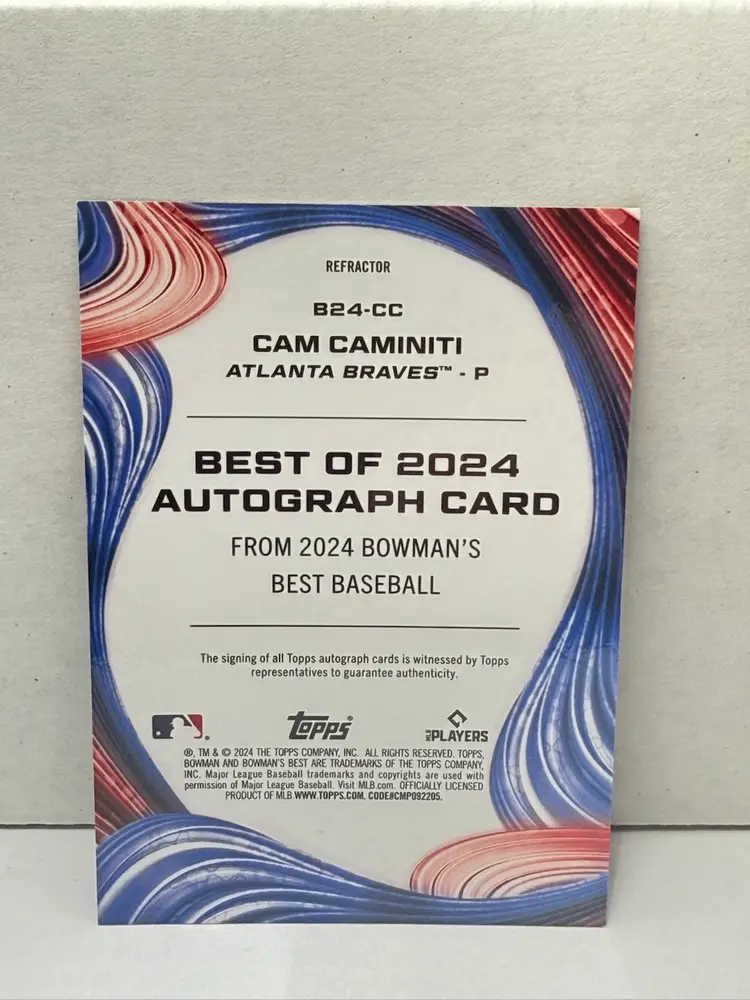 REFRACTOR
B24-CC
CAM CAMINITI
ATLANTA BRAVES™ - P
BEST OF 2024
AUTOGRAPH CARD
FROM 2024 BOWMAN'S
BEST BASEBALL
The signing of all Topps autograph cards is witnessed by Topps
representatives to guarantee authenticity.
topps®
MLB PLAYERS
®, TM & © 2024 THE TOPPS COMPANY, INC. ALL RIGHTS RESERVED. TOPPS,
BOWMAN AND BOWMAN'S BEST ARE TRADEMARKS OF THE TOPPS COMPANY,
INC. Major League Baseball trademarks and copyrights are used with
permission of Major League Baseball. Visit MLB.com. OFFICIALLY LICENSED
PRODUCT OF MLB WWW.TOPPS.COM. CODE#CMP092205.